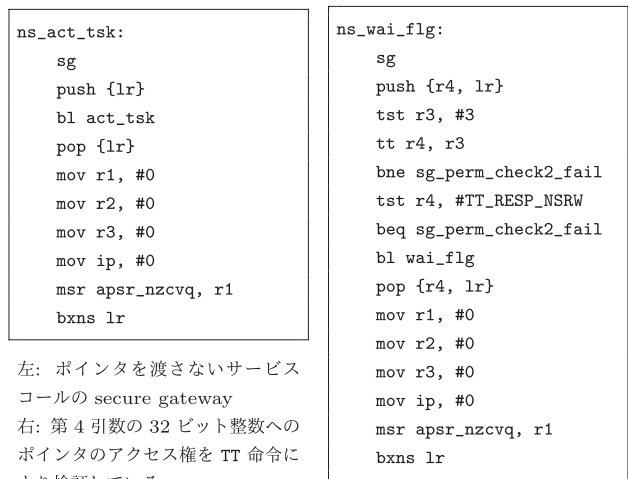 ns_act_tsk:
sg
push {lr}
bl act_tsk
pop {lr}
mov r1, #0
mov r2, #0
mov r3, #0
mov ip, #0
msr apsr_nzcvq, r1
bxns lr
左: ポインタを渡さないサービス
コールの secure gateway
右: 第 4 引数の 32 ビット整数への
ポインタのアクセス権を TT 命令に
ns_wai_flg:
sg
push {r4, lr}
tst r3, #3
tt r4, r3
bne sg_perm_check2_fail
tst r4, #TT_RESP_NSRW
beq sg_perm_check2_fail
bl wai_flg
pop {r4, lr}
mov r1, #0
mov r2, #0
mov r3, #0
mov ip, #0
msr apsr_nzcvq, r1
bxns lr